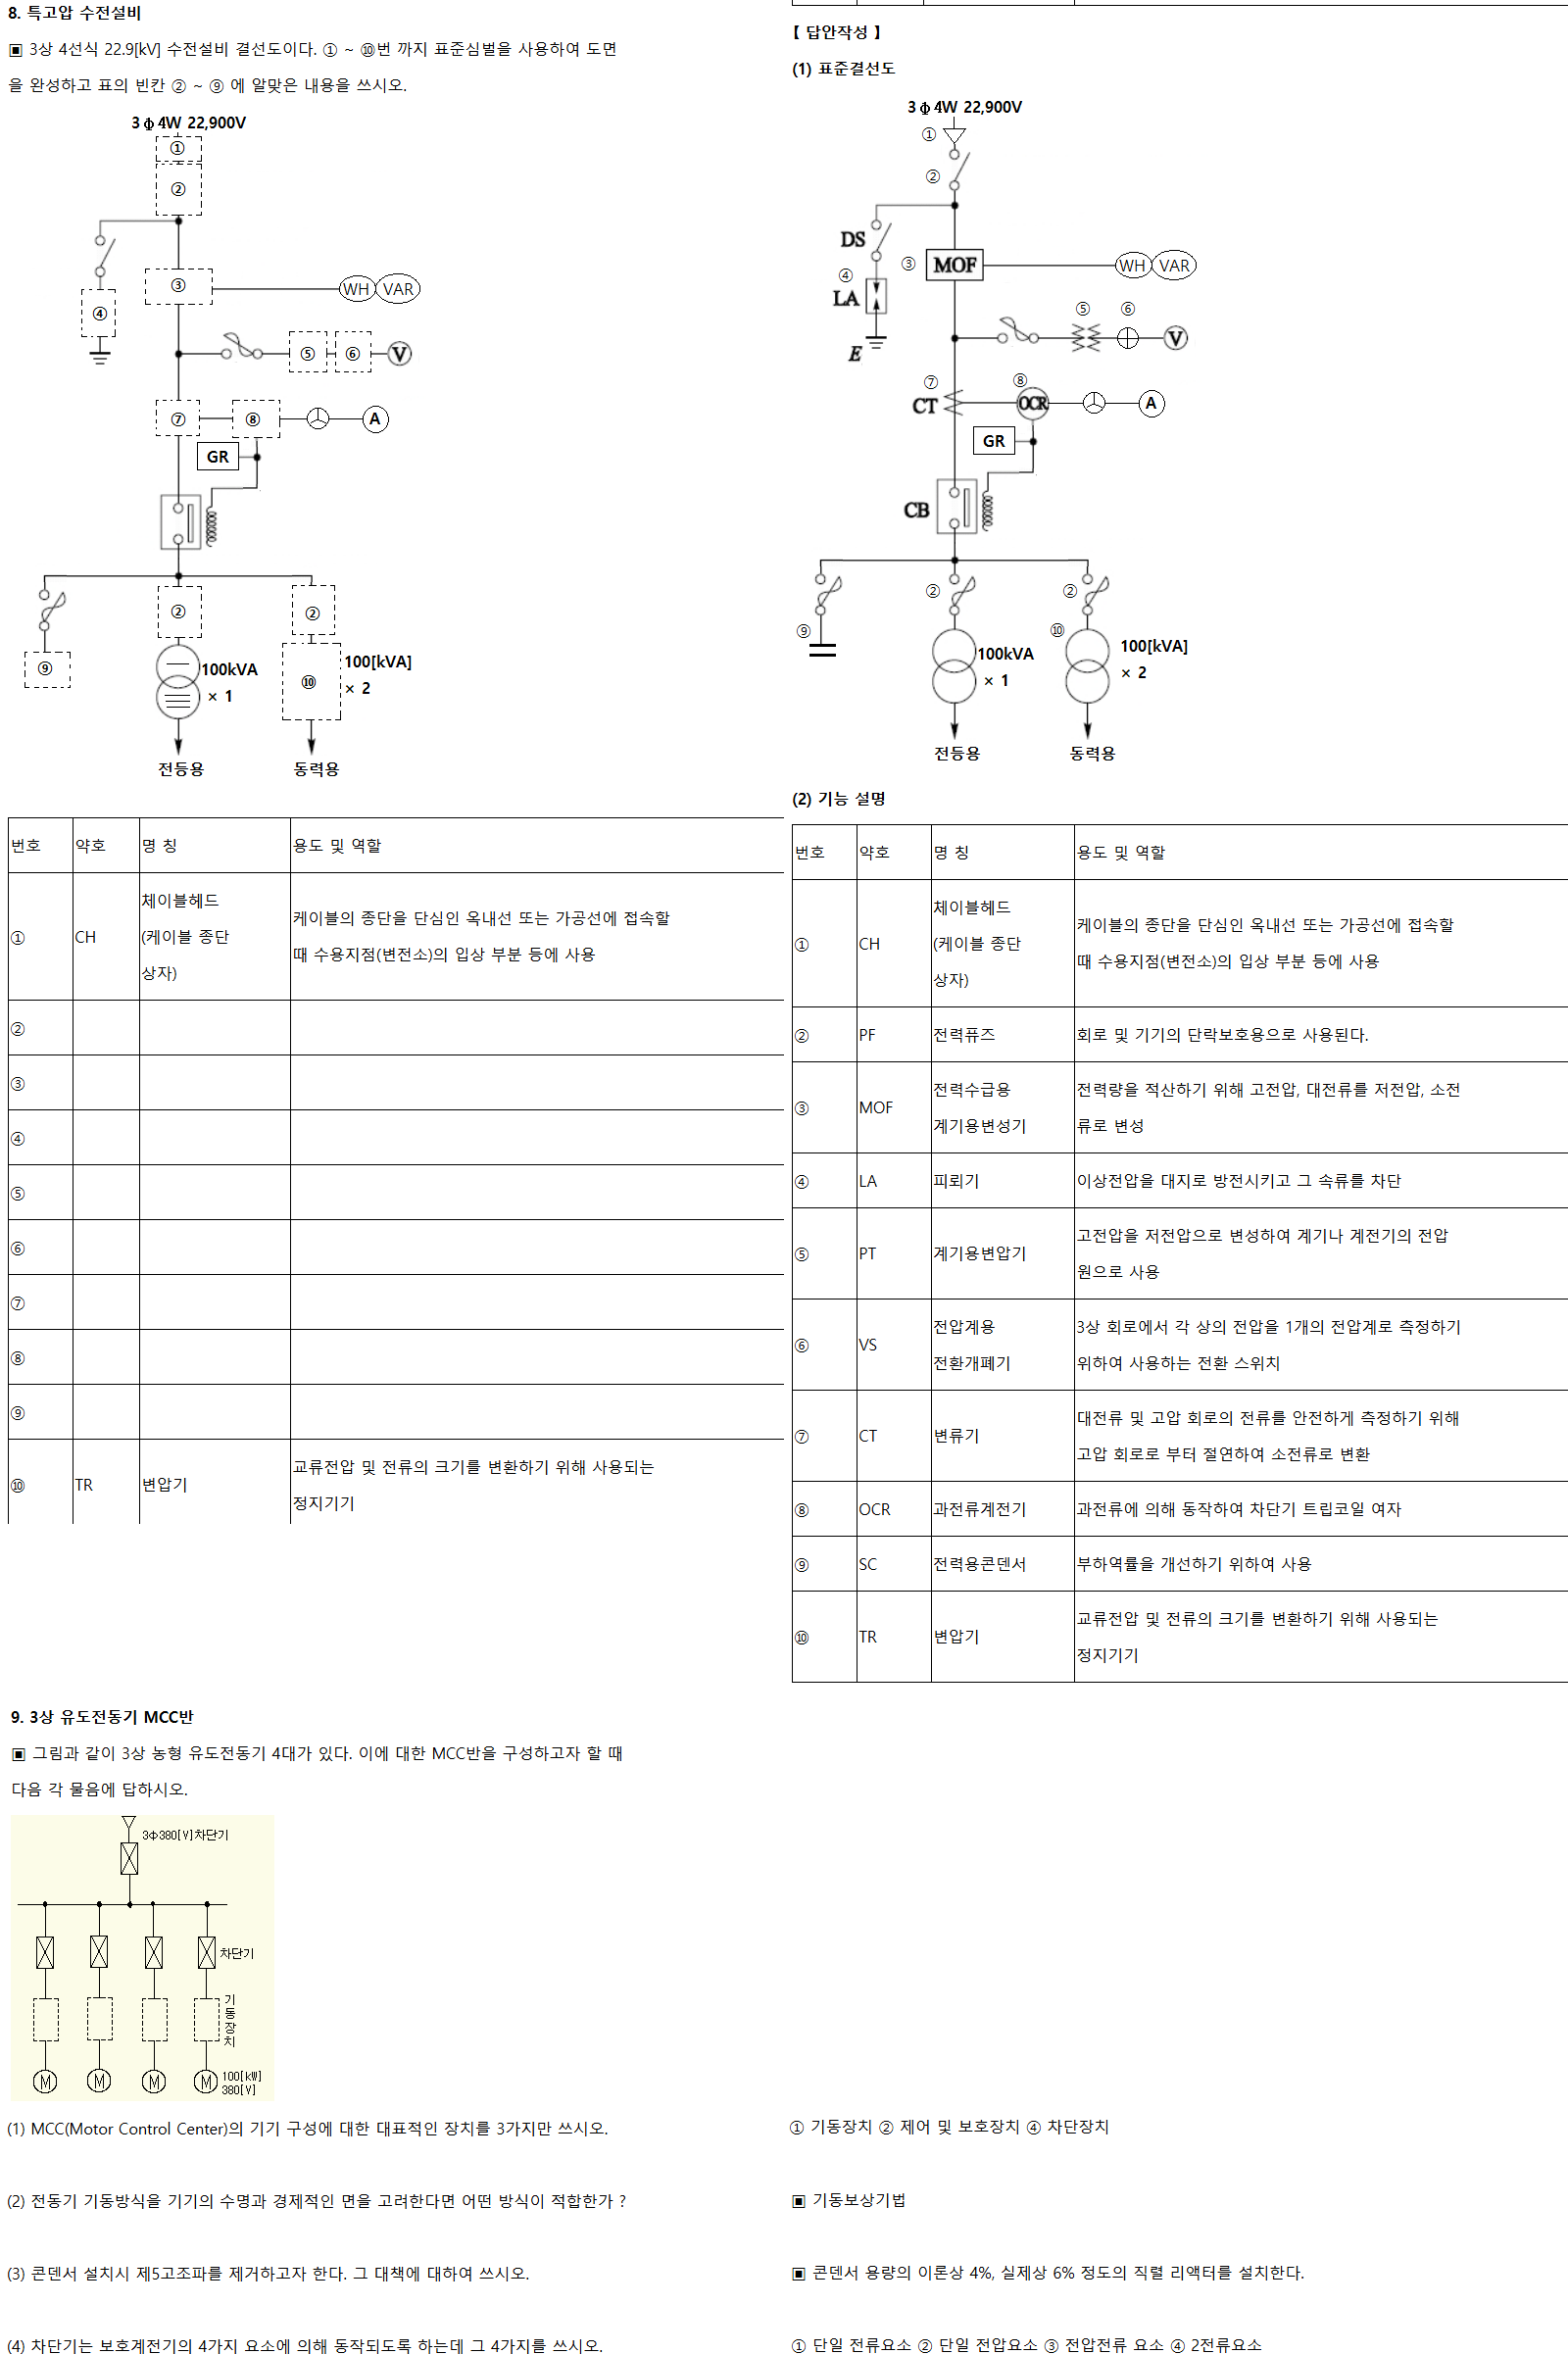 8. 특고압 수전설비
▣ 3상 4선식 22.9[kV] 수전설비 결선도이다. ① ~ ⑩번 까지 표준심벌을 사용하여 도면
을 완성하고 표의 빈칸 ② ~ ⑨ 에 알맞은 내용을 쓰시오.
3 ϕ 4W 22,900V
①
②
③
WH VAR
④
⑤ ⑥ V
⑦ ⑧ A
GR
② ②
⑨
100kVA
× 1
⑩
100[kVA]
× 2
전등용 동력용
번호 약호 명 칭 용도 및 역할
① CH 체이블헤드
(케이블 종단
상자)
케이블의 종단을 단심인 옥내선 또는 가공선에 접속할
때 수용지점(변전소)의 입상 부분 등에 사용
②
③
④
⑤
⑥
⑦
⑧
⑨
⑩ TR 변압기
교류전압 및 전류의 크기를 변환하기 위해 사용되는
정지기기
【 답안작성 】
(1) 표준결선도
3 ϕ 4W 22,900V
①
②
DS
③ MOF WH VAR
④
LA
E
⑤ ⑥
V
⑦ ⑧
CT OCR A
GR
CB
② ②
⑨ ⑩
100kVA
× 1
100[kVA]
× 2
전등용 동력용
(2) 기능 설명
번호 약호 명 칭 용도 및 역할
① CH 체이블헤드
(케이블 종단
상자)
케이블의 종단을 단심인 옥내선 또는 가공선에 접속할
때 수용지점(변전소)의 입상 부분 등에 사용
② PF 전력퓨즈 회로 및 기기의 단락보호용으로 사용된다.
③ MOF 전력수급용
계기용변성기
전력량을 적산하기 위해 고전압, 대전류를 저전압, 소전
류로 변성
④ LA 피뢰기 이상전압을 대지로 방전시키고 그 속류를 차단
⑤ PT 계기용변압기
고전압을 저전압으로 변성하여 계기나 계전기의 전압
원으로 사용
⑥ VS 전압계용
전환개폐기
3상 회로에서 각 상의 전압을 1개의 전압계로 측정하기
위하여 사용하는 전환 스위치
⑦ CT 변류기
대전류 및 고압 회로의 전류를 안전하게 측정하기 위해
고압 회로로 부터 절연하여 소전류로 변환
⑧ OCR 과전류계전기 과전류에 의해 동작하여 차단기 트립코일 여자
⑨ SC 전력용콘덴서 부하역률을 개선하기 위하여 사용
⑩ TR 변압기
교류전압 및 전류의 크기를 변환하기 위해 사용되는
정지기기
9. 3상 유도전동기 MCC반
▣ 그림과 같이 3상 농형 유도전동기 4대가 있다. 이에 대한 MCC반을 구성하고자 할 때
다음 각 물음에 답하시오.
3Φ380[V]차단기
차단기
기
동
장
치
M M M M
100[kW]
380[V]
(1) MCC(Motor Control Center)의 기기 구성에 대한 대표적인 장치를 3가지만 쓰시오.
① 기동장치 ② 제어 및 보호장치 ④ 차단장치
(2) 전동기 기동방식을 기기의 수명과 경제적인 면을 고려한다면 어떤 방식이 적합한가 ?
▣ 기동보상기법
(3) 콘덴서 설치시 제5고조파를 제거하고자 한다. 그 대책에 대하여 쓰시오.
▣ 콘덴서 용량의 이론상 4%, 실제상 6% 정도의 직렬 리액터를 설치한다.
(4) 차단기는 보호계전기의 4가지 요소에 의해 동작되도록 하는데 그 4가지를 쓰시오.
① 단일 전류요소 ② 단일 전압요소 ③ 전압전류 요소 ④ 2전류요소